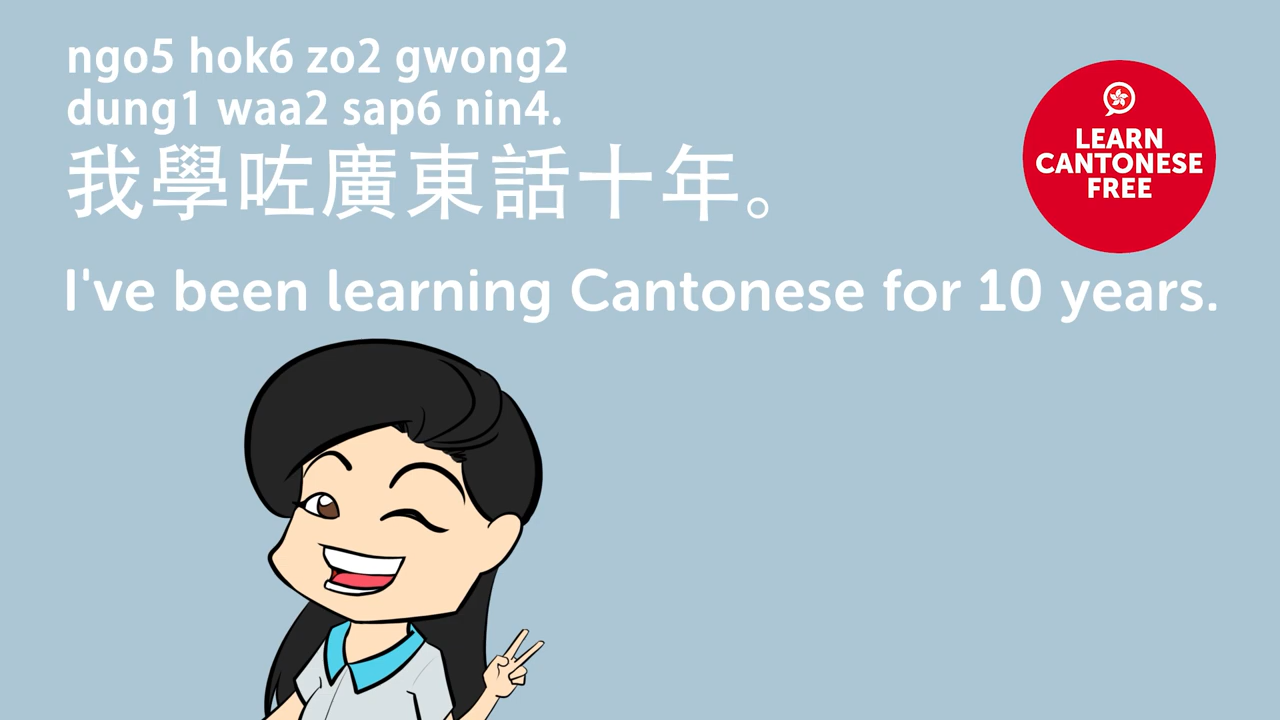 ngo5 hok6 zo2 gwong2
dung1 waa2 sap6 nin4.
我學咗廣東話十年。
I've been learning Cantonese for 10 years.
LEARN
CANTONESE
FREE